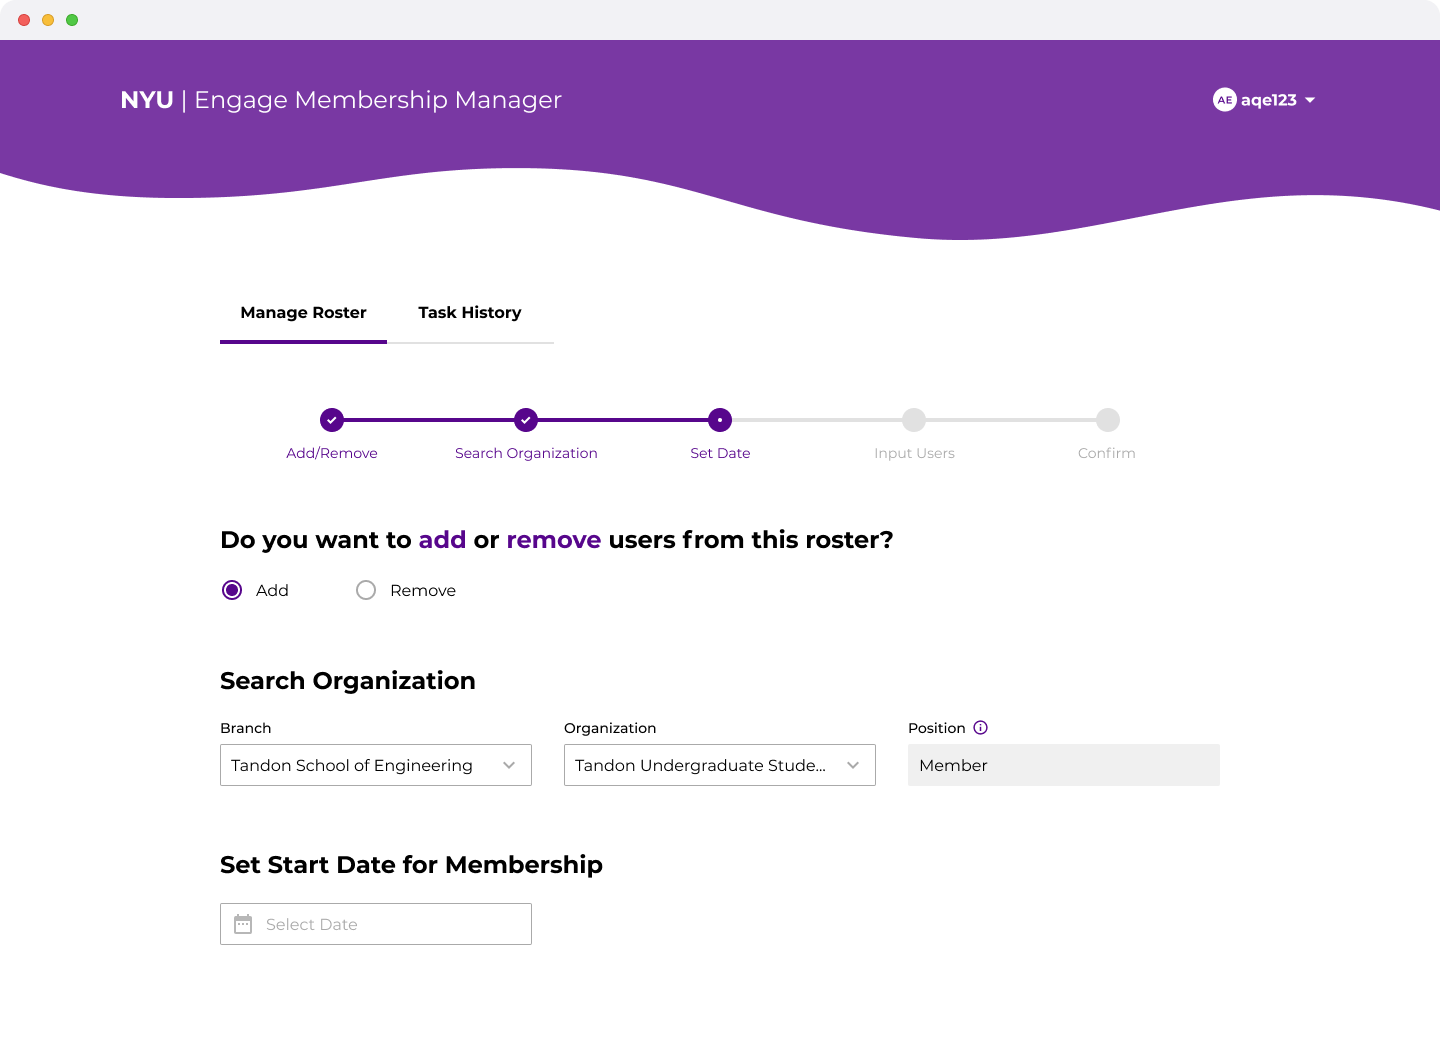 NYU | Engage Membership Manager
AE aqe123
Manage Roster Task History
Add/Remove Search Organization Set Date Input Users Confirm
Do you want to add or remove users from this roster?
Add Remove
Search Organization
Branch Organization Position
Tandon School of Engineering Tandon Undergraduate Stude... Member
Set Start Date for Membership
Select Date